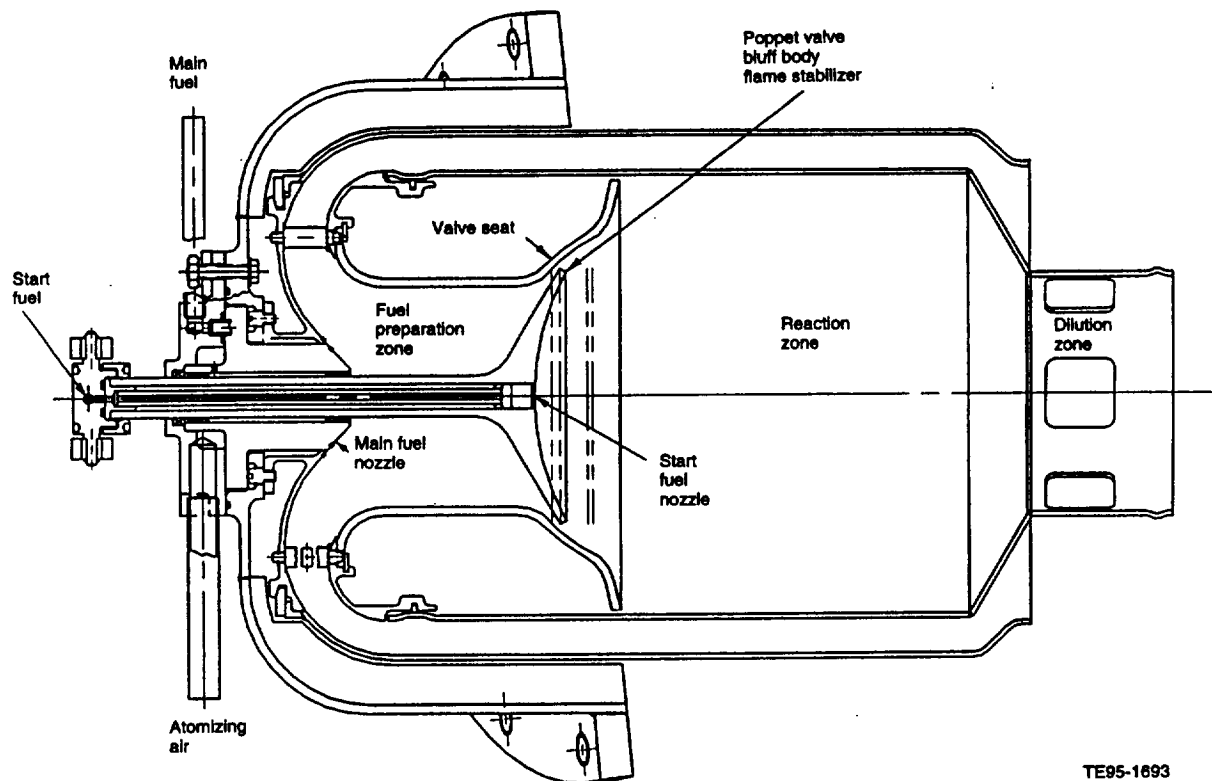 Main
fuel
Poppet valve
bluff body
flame stabilizer
Valve seat
Start
fuel
Fuel
preparation
zone
Reaction
zone
Dilution
zone
Main fuel
nozzle
Start
fuel
nozzle
Atomizing
air
TE95-1693